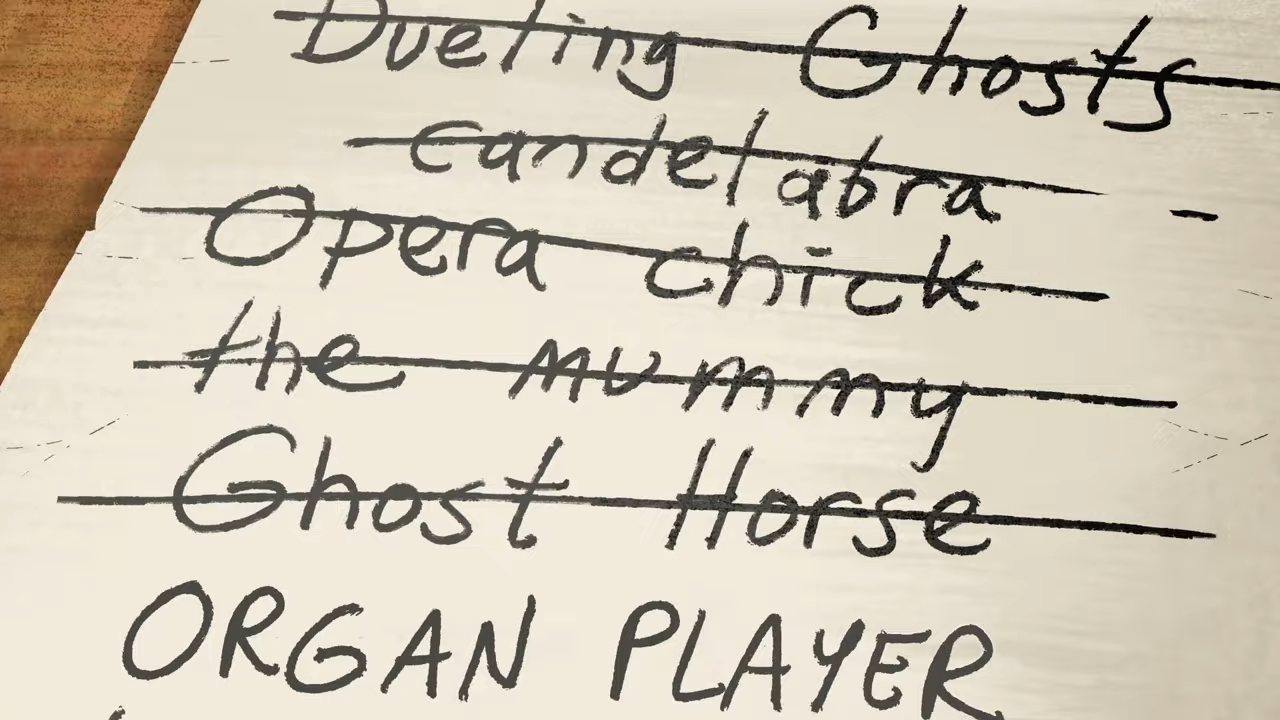 Dueling Ghosts
candelabra -
Opera chick
the mummy
Ghost Horse
ORGAN PLAYER